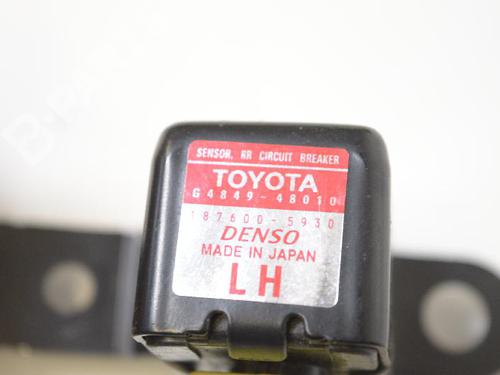 SENSOR, RR CIRCUIT BREAKER
TOYOTA
G4849-48010
187600-5930
DENSO
MADE IN JAPAN
LH